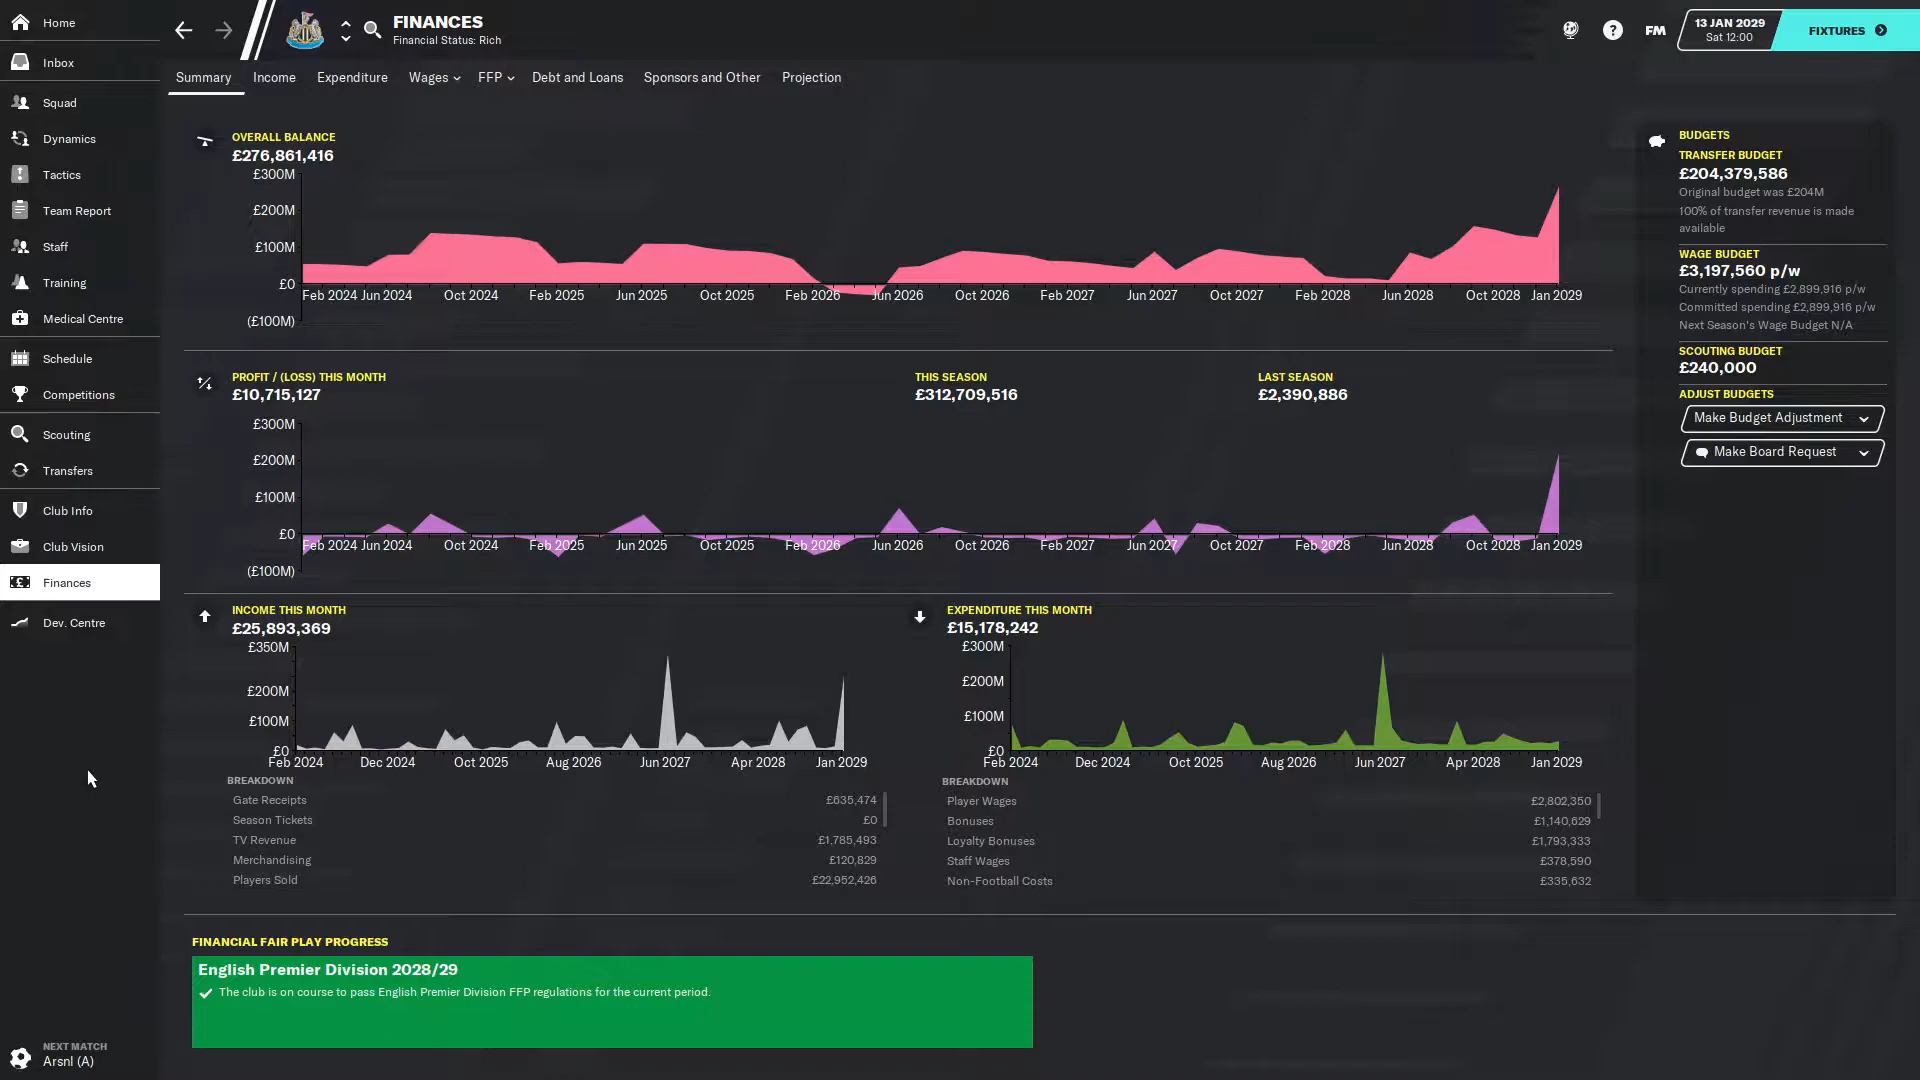 Home
Inbox
Squad
Dynamics
Tactics
Team Report
Staff
Training
Medical Centre
Schedule
Competitions
Scouting
Transfers
Club Info
Club Vision
Finances
Dev. Centre
NEXT MATCH
Arsnl (A)
FINANCES
Financial Status: Rich
FM
13 JAN 2029
Sat 12:00
FIXTURES
Summary Income Expenditure Wages FFP Debt and Loans Sponsors and Other Projection
OVERALL BALANCE
£276,861,416
£300M
£200M
£100M
£0
Feb 2024 Jun 2024 Oct 2024 Feb 2025 Jun 2025 Oct 2025 Feb 2026 Jun 2026 Oct 2026 Feb 2027 Jun 2027 Oct 2027 Feb 2028 Jun 2028 Oct 2028 Jan 2029
(£100M)
PROFIT / (LOSS) THIS MONTH
£10,715,127
THIS SEASON
£312,709,516
LAST SEASON
£2,390,886
£300M
£200M
£100M
£0
Feb 2024 Jun 2024 Oct 2024 Feb 2025 Jun 2025 Oct 2025 Feb 2026 Jun 2026 Oct 2026 Feb 2027 Jun 2027 Oct 2027 Feb 2028 Jun 2028 Oct 2028 Jan 2029
(£100M)
INCOME THIS MONTH
£25,893,369
£350M
£200M
£100M
£0
Feb 2024 Dec 2024 Oct 2025 Aug 2026 Jun 2027 Apr 2028 Jan 2029
BREAKDOWN
Gate Receipts £635,474
Season Tickets £0
TV Revenue £1,785,493
Merchandising £120,829
Players Sold £22,952,426
EXPENDITURE THIS MONTH
£15,178,242
£300M
£200M
£100M
£0
Feb 2024 Dec 2024 Oct 2025 Aug 2026 Jun 2027 Apr 2028 Jan 2029
BREAKDOWN
Player Wages £2,802,350
Bonuses £1,140,629
Loyalty Bonuses £1,793,333
Staff Wages £378,590
Non-Football Costs £335,632
FINANCIAL FAIR PLAY PROGRESS
English Premier Division 2028/29
The club is on course to pass English Premier Division FFP regulations for the current period.
BUDGETS
TRANSFER BUDGET
£204,379,586
Original budget was £204M
100% of transfer revenue is made
available
WAGE BUDGET
£3,197,560 p/w
Currently spending £2,899,916 p/w
Committed spending £2,899,916 p/w
Next Season's Wage Budget N/A
SCOUTING BUDGET
£240,000
ADJUST BUDGETS
Make Budget Adjustment
Make Board Request